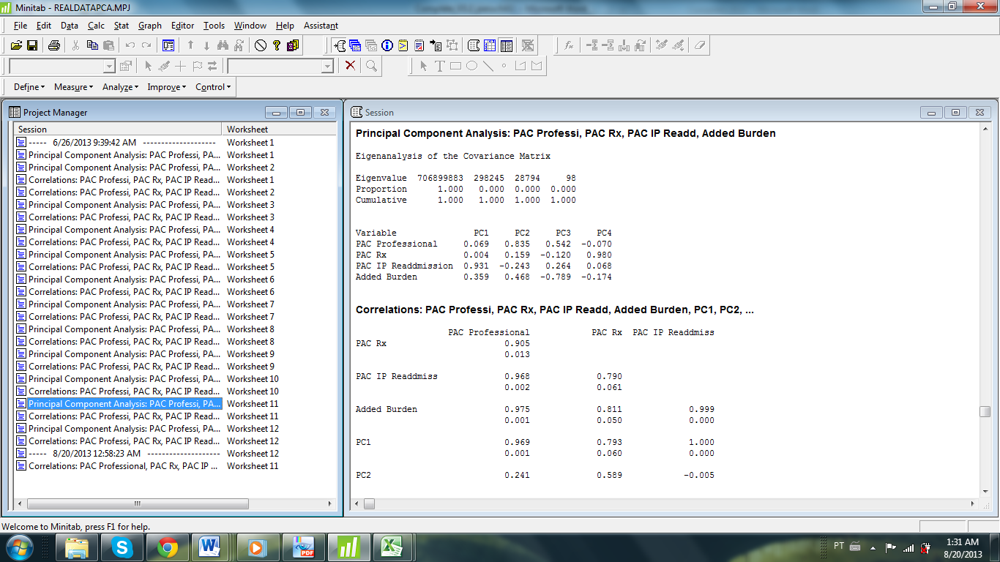 Minitab - REALDATAPCA.MPJ
File Edit Data Calc Stat Graph Editor Tools Window Help Assistant
Define Measure Analyze Improve Control
Project Manager
Session Worksheet
----- 6/26/2013 9:39:42 AM -------------------- Worksheet 1
Principal Component Analysis: PAC Professi, PA... Worksheet 1
Principal Component Analysis: PAC Professi, PA... Worksheet 2
Correlations: PAC Professi, PAC Rx, PAC IP Read... Worksheet 1
Correlations: PAC Professi, PAC Rx, PAC IP Read... Worksheet 2
Principal Component Analysis: PAC Professi, PA... Worksheet 3
Correlations: PAC Professi, PAC Rx, PAC IP Read... Worksheet 3
Principal Component Analysis: PAC Professi, PA... Worksheet 4
Correlations: PAC Professi, PAC Rx, PAC IP Read... Worksheet 4
Principal Component Analysis: PAC Professi, PA... Worksheet 5
Correlations: PAC Professi, PAC Rx, PAC IP Read... Worksheet 5
Principal Component Analysis: PAC Professi, PA... Worksheet 6
Correlations: PAC Professi, PAC Rx, PAC IP Read... Worksheet 6
Principal Component Analysis: PAC Professi, PA... Worksheet 7
Correlations: PAC Professi, PAC Rx, PAC IP Read... Worksheet 7
Principal Component Analysis: PAC Professi, PA... Worksheet 8
Correlations: PAC Professi, PAC Rx, PAC IP Read... Worksheet 8
Principal Component Analysis: PAC Professi, PA... Worksheet 9
Correlations: PAC Professi, PAC Rx, PAC IP Read... Worksheet 9
Principal Component Analysis: PAC Professi, PA... Worksheet 10
Correlations: PAC Professi, PAC Rx, PAC IP Read... Worksheet 10
Principal Component Analysis: PAC Professi, PA... Worksheet 11
Correlations: PAC Professi, PAC Rx, PAC IP Read... Worksheet 11
Principal Component Analysis: PAC Professi, PA... Worksheet 12
Correlations: PAC Professi, PAC Rx, PAC IP Read... Worksheet 12
----- 8/20/2013 12:58:23 AM -------------------- Worksheet 12
Correlations: PAC Professional, PAC Rx, PAC IP ... Worksheet 11
Session
Principal Component Analysis: PAC Professi, PAC Rx, PAC IP Readd, Added Burden
Eigenanalysis of the Covariance Matrix
Eigenvalue 706899883 298245 28794 98
Proportion 1.000 0.000 0.000 0.000
Cumulative 1.000 1.000 1.000 1.000
Variable PC1 PC2 PC3 PC4
PAC Professional 0.069 0.835 0.542 -0.070
PAC Rx 0.004 0.159 -0.120 0.980
PAC IP Readdmission 0.931 -0.243 0.264 0.068
Added Burden 0.359 0.468 -0.789 -0.174
Correlations: PAC Professi, PAC Rx, PAC IP Readd, Added Burden, PC1, PC2, ...
PAC Professional PAC Rx PAC IP Readdmiss
PAC Rx 0.905
0.013
PAC IP Readdmiss 0.968 0.790
0.002 0.061
Added Burden 0.975 0.811 0.999
0.001 0.050 0.000
PC1 0.969 0.793 1.000
0.001 0.060 0.000
PC2 0.241 0.589 -0.005
Welcome to Minitab, press F1 for help.
PDF
PT
1:31 AM
8/20/2013